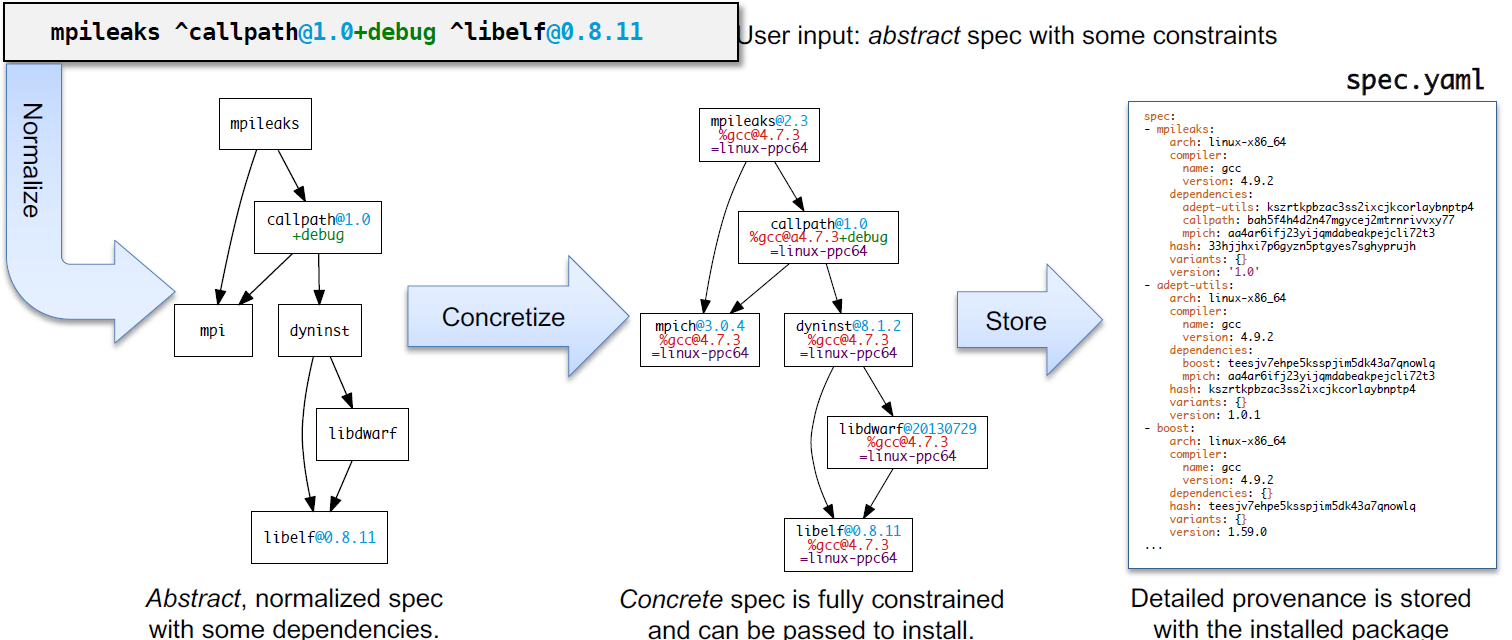 mpileaks ^callpath@1.0+debug ^libelf@0.8.11
User input: abstract spec with some constraints
Normalize
mpileaks
callpath@1.0
+debug
mpi
dyninst
libdwarf
libelf@0.8.11
Abstract, normalized spec
with some dependencies.
Concretize
mpileaks@2.3
%gcc@4.7.3
=linux-ppc64
callpath@1.0
%gcc@a4.7.3+debug
=linux-ppc64
mpich@3.0.4
%gcc@4.7.3
=linux-ppc64
dyninst@8.1.2
%gcc@4.7.3
=linux-ppc64
libdwarf@20130729
%gcc@4.7.3
=linux-ppc64
libelf@0.8.11
%gcc@4.7.3
=linux-ppc64
Concrete spec is fully constrained
and can be passed to install.
Store
spec.yaml
spec:
- mpileaks:
arch: linux-x86_64
compiler:
name: gcc
version: 4.9.2
dependencies:
adept-utils: kszrtkpbzac3ss2ixcjkcorlaybnptp4
callpath: bah5f4h4d2n47mgycej2mtrnrivvxy77
mpich: aa4ar6ifj23yijqmdabeakpejcli72t3
hash: 33hjjhxi7p6gyzn5ptgyes7sghyprujh
variants: {}
version: '1.0'
- adept-utils:
arch: linux-x86_64
compiler:
name: gcc
version: 4.9.2
dependencies:
boost: teesjv7ehpe5ksspjim5dk43a7qnowlq
mpich: aa4ar6ifj23yijqmdabeakpejcli72t3
hash: kszrtkpbzac3ss2ixcjkcorlaybnptp4
variants: {}
version: 1.0.1
- boost:
arch: linux-x86_64
compiler:
name: gcc
version: 4.9.2
dependencies: {}
hash: teesjv7ehpe5ksspjim5dk43a7qnowlq
variants: {}
version: 1.59.0
...
Detailed provenance is stored
with the installed package